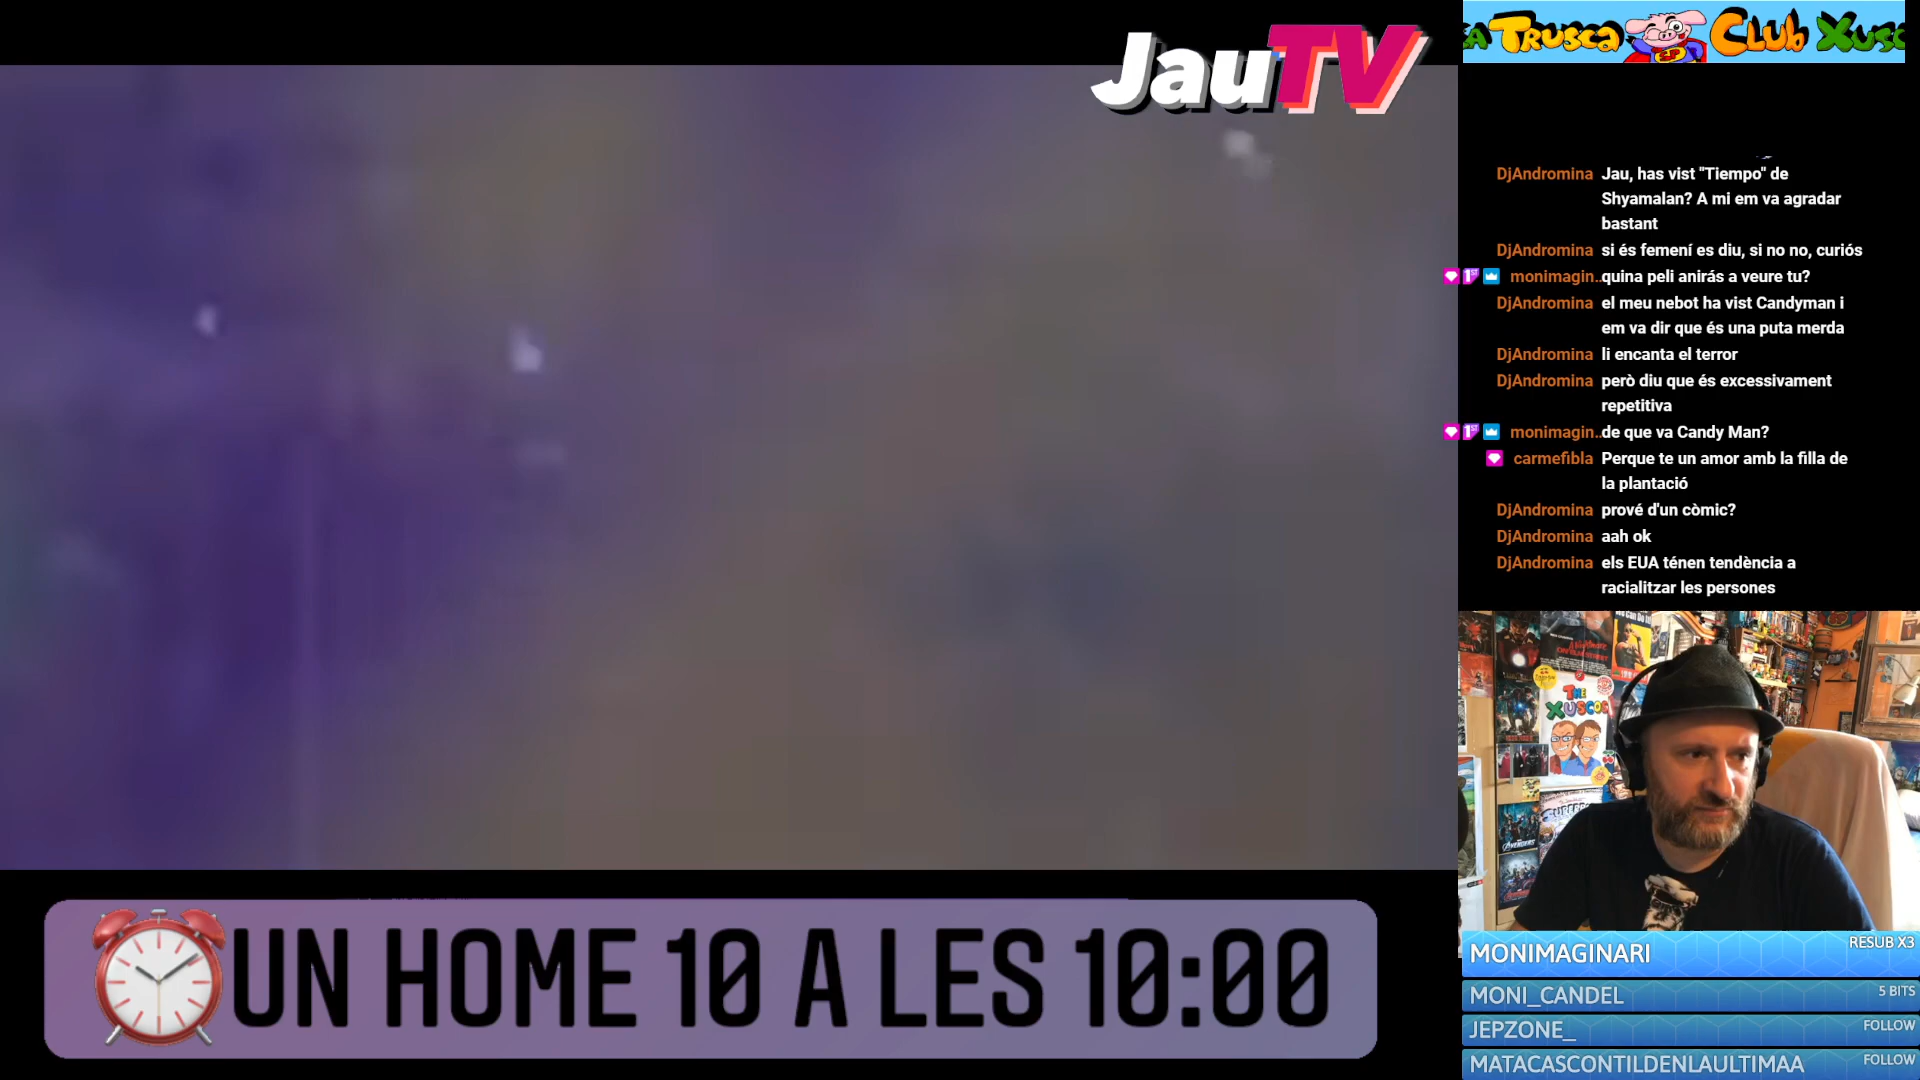 JauTV
TRUSCA CLUB XUSC
DjAndromina Jau, has vist "Tiempo" de
Shyamalan? A mi em va agradar
bastant
DjAndromina si és femení es diu, si no no, curiós
monimagin.. quina peli anirás a veure tu?
DjAndromina el meu nebot ha vist Candyman i
em va dir que és una puta merda
DjAndromina li encanta el terror
DjAndromina però diu que és excessivament
repetitiva
monimagin.. de que va Candy Man?
carmefibla Perque te un amor amb la filla de
la plantació
DjAndromina prové d'un còmic?
DjAndromina aah ok
DjAndromina els EUA ténen tendència a
racialitzar les persones
THE
XUSCOS
AVENGERS
UN HOME 10 A LES 10:00
MONIMAGINARI RESUB X3
MONI_CANDEL 5 BITS
JEPZONE_ FOLLOW
MATACASCONTILDENLAULTIMAA FOLLOW